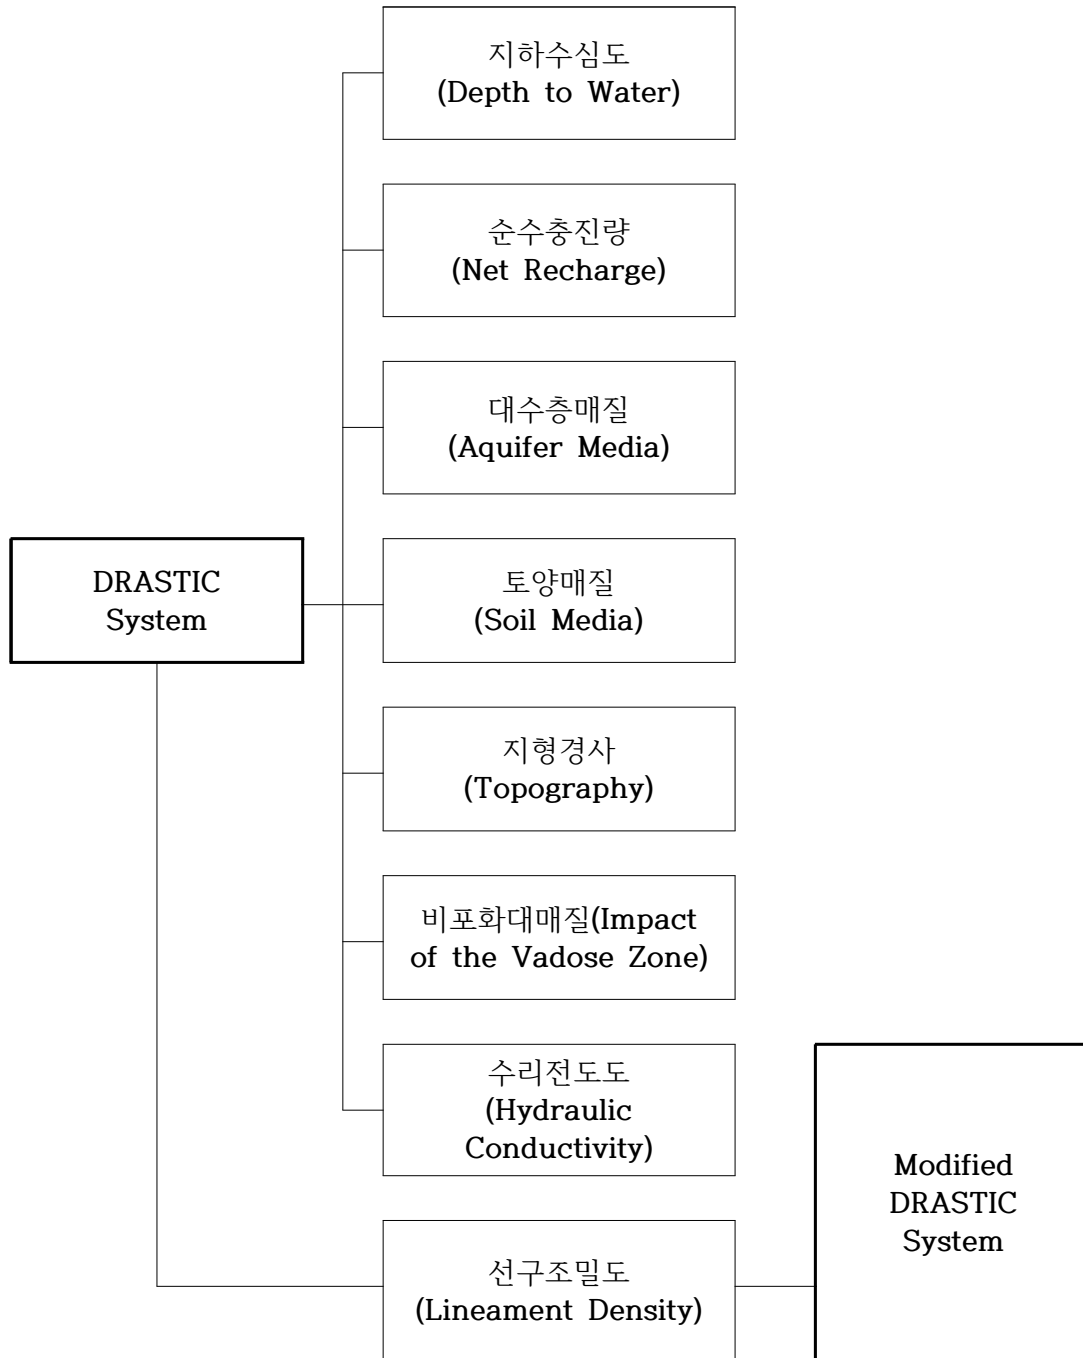 지하수심도
(Depth to Water)
순수충진량
(Net Recharge)
대수층매질
(Aquifer Media)
DRASTIC
System
토양매질
(Soil Media)
지형경사
(Topography)
비포화대매질(Impact
of the Vadose Zone)
수리전도도
(Hydraulic
Conductivity)
선구조밀도
(Lineament Density)
Modified
DRASTIC
System